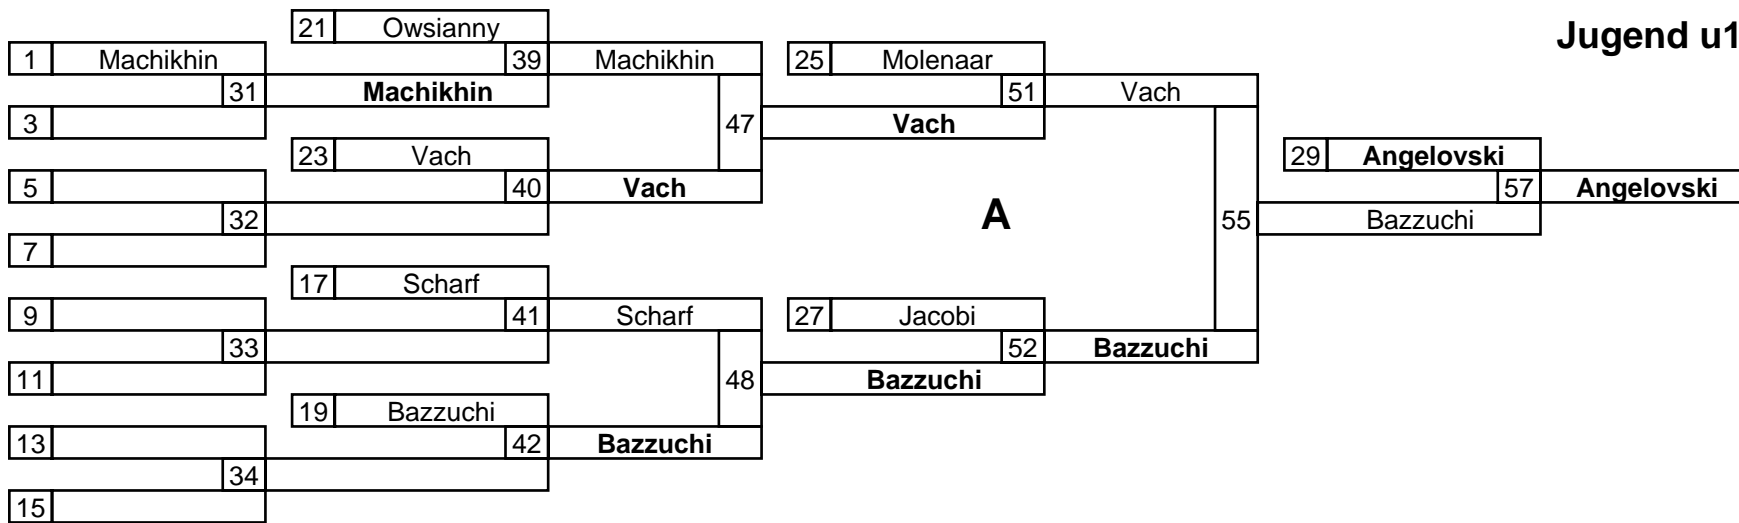 21 Owsianny
Jugend u1
1 Machikhin 39 Machikhin 25 Molenaar
31 Machikhin 51 Vach
3 47 Vach
23 Vach 29 Angelovski
5 40 Vach 57 Angelovski
32 A 55 Bazzuchi
7
17 Scharf
9 41 Scharf 27 Jacobi
33 52 Bazzuchi
11 48 Bazzuchi
19 Bazzuchi
13 42 Bazzuchi
34
15